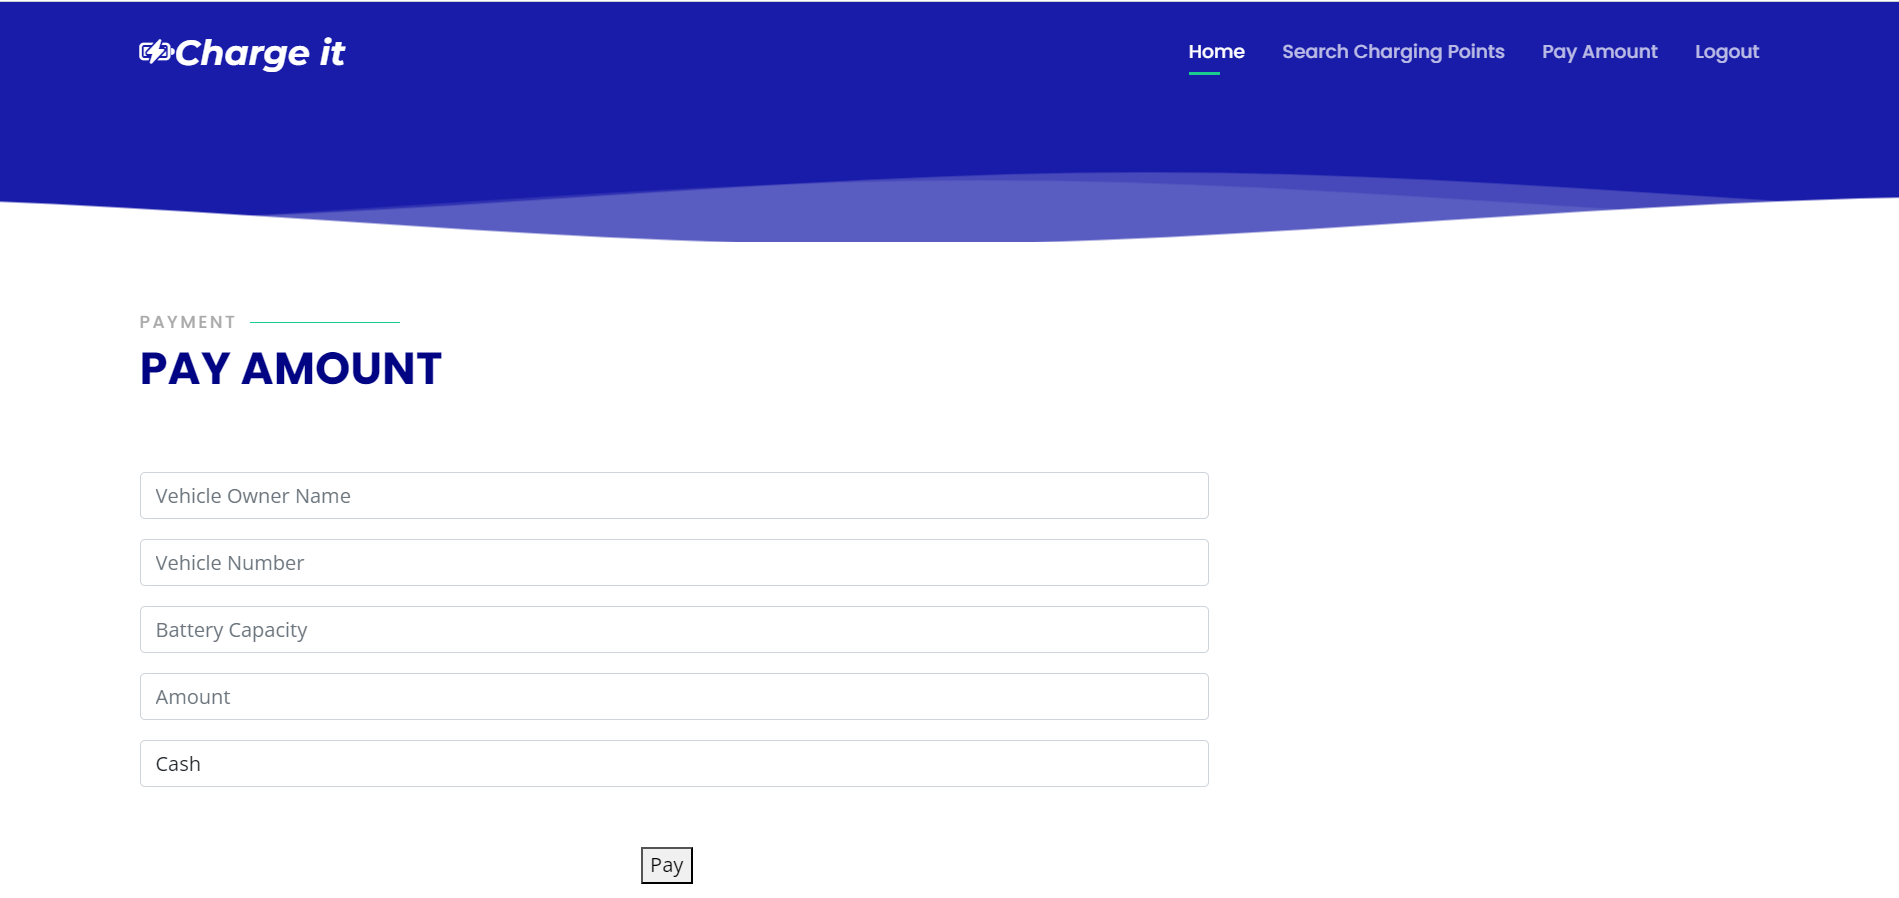 Charge it
Home Search Charging Points Pay Amount Logout
PAYMENT
PAY AMOUNT
Vehicle Owner Name
Vehicle Number
Battery Capacity
Amount
Cash
Pay